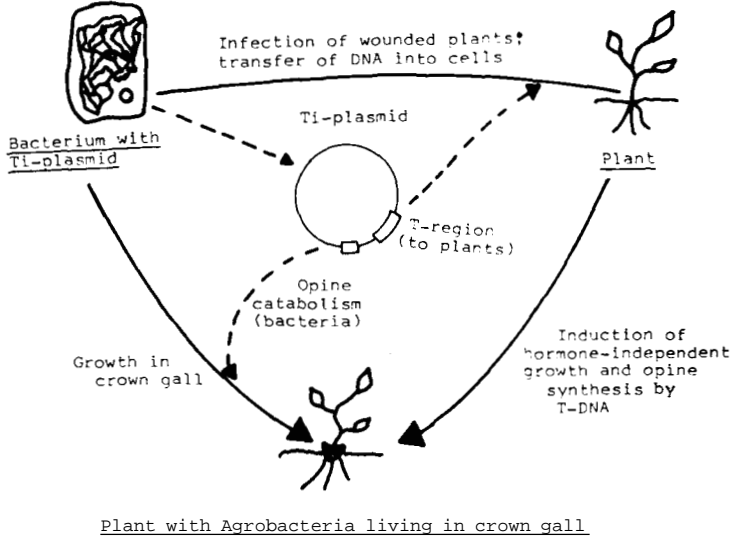 Infection of wounded plants;
transfer of DNA into cells
Bacterium with
Ti-plasmid
Ti-plasmid
Plant
T-region
(to plants)
Opine
catabolism
(bacteria)
Growth in
crown gall
Induction of
hormone-independent
growth and opine
synthesis by
T-DNA
Plant with Agrobacteria living in crown gall